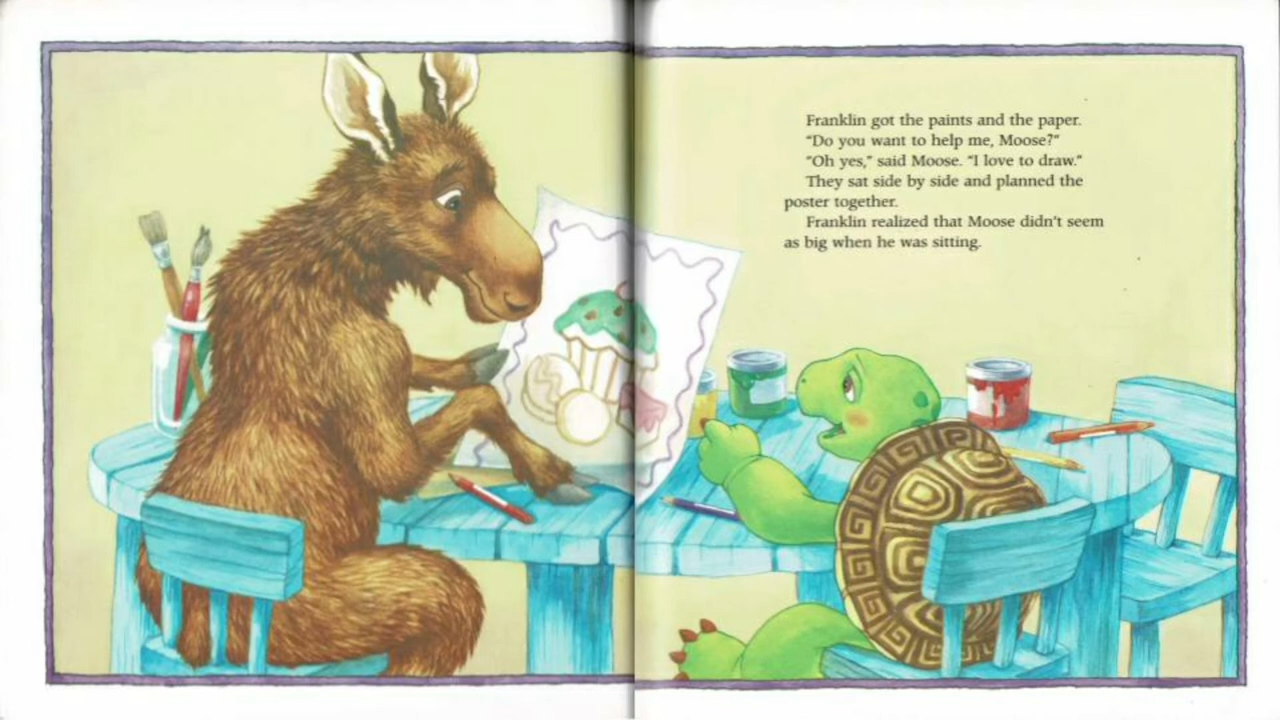 Franklin got the paints and the paper.
“Do you want to help me, Moose?”
“Oh yes,” said Moose. “I love to draw.”
They sat side by side and planned the
poster together.
Franklin realized that Moose didn’t seem
as big when he was sitting.